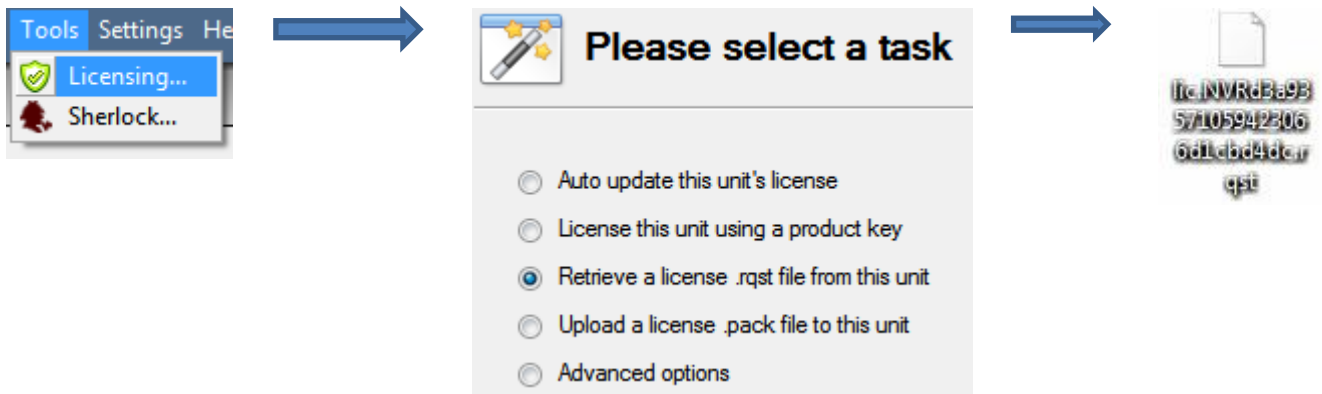 Tools Settings He
Licensing...
Sherlock...
Please select a task
Auto update this unit's license
License this unit using a product key
Retrieve a license .rqst file from this unit
Upload a license .pack file to this unit
Advanced options
lic.NVRd3a93
57105942306
6d1cbd4dc.r
qst